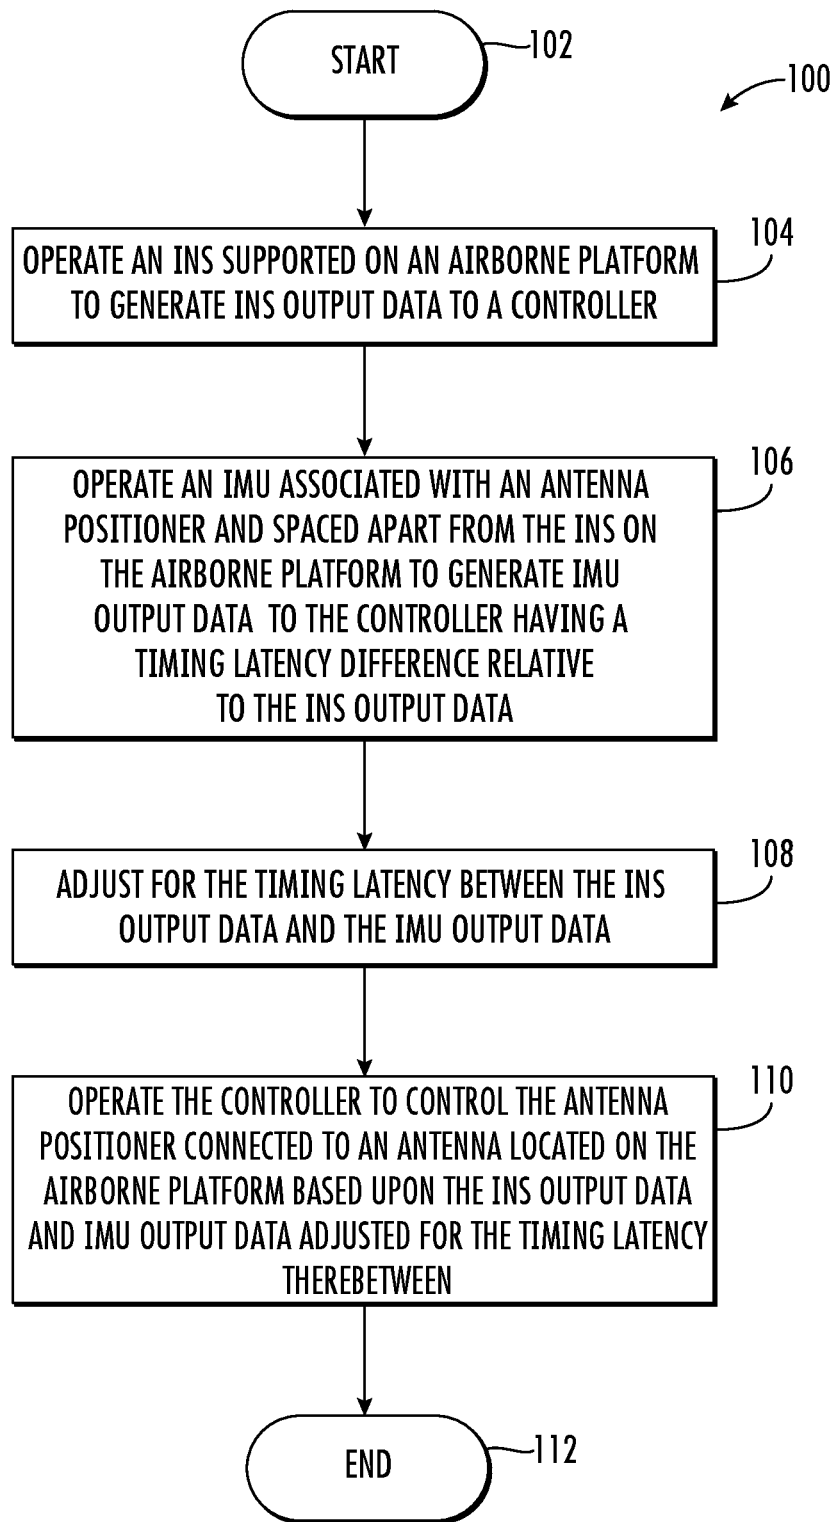 START
102
100
104
OPERATE AN INS SUPPORTED ON AN AIRBORNE PLATFORM
TO GENERATE INS OUTPUT DATA TO A CONTROLLER
106
OPERATE AN IMU ASSOCIATED WITH AN ANTENNA
POSITIONER AND SPACED APART FROM THE INS ON
THE AIRBORNE PLATFORM TO GENERATE IMU
OUTPUT DATA TO THE CONTROLLER HAVING A
TIMING LATENCY DIFFERENCE RELATIVE
TO THE INS OUTPUT DATA
108
ADJUST FOR THE TIMING LATENCY BETWEEN THE INS
OUTPUT DATA AND THE IMU OUTPUT DATA
110
OPERATE THE CONTROLLER TO CONTROL THE ANTENNA
POSITIONER CONNECTED TO AN ANTENNA LOCATED ON THE
AIRBORNE PLATFORM BASED UPON THE INS OUTPUT DATA
AND IMU OUTPUT DATA ADJUSTED FOR THE TIMING LATENCY
THEREBETWEEN
END
112